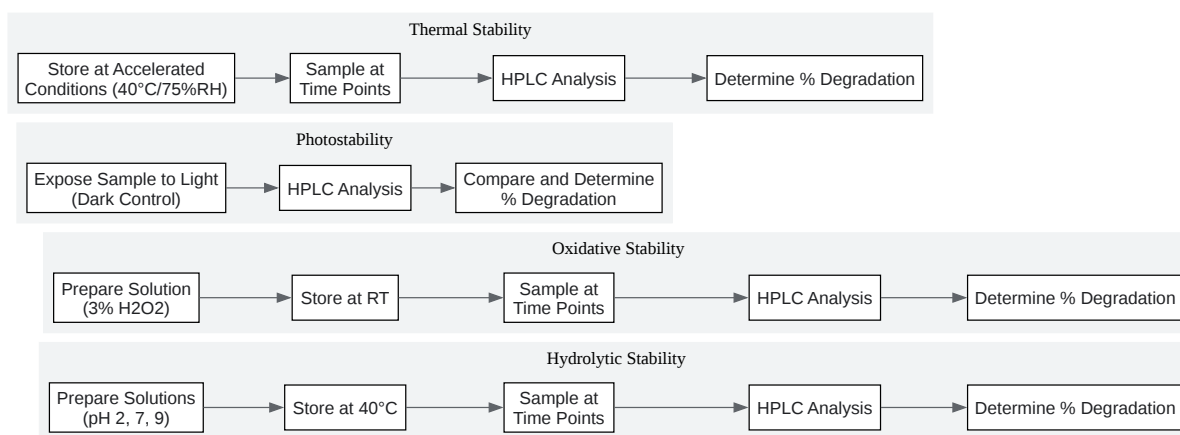 Thermal Stability
Store at Accelerated
Conditions (40°C/75%RH)
Sample at
Time Points
HPLC Analysis
Determine % Degradation
Photostability
Expose Sample to Light
(Dark Control)
HPLC Analysis
Compare and Determine
% Degradation
Oxidative Stability
Prepare Solution
(3% H2O2)
Store at RT
Sample at
Time Points
HPLC Analysis
Determine % Degradation
Hydrolytic Stability
Prepare Solutions
(pH 2, 7, 9)
Store at 40°C
Sample at
Time Points
HPLC Analysis
Determine % Degradation